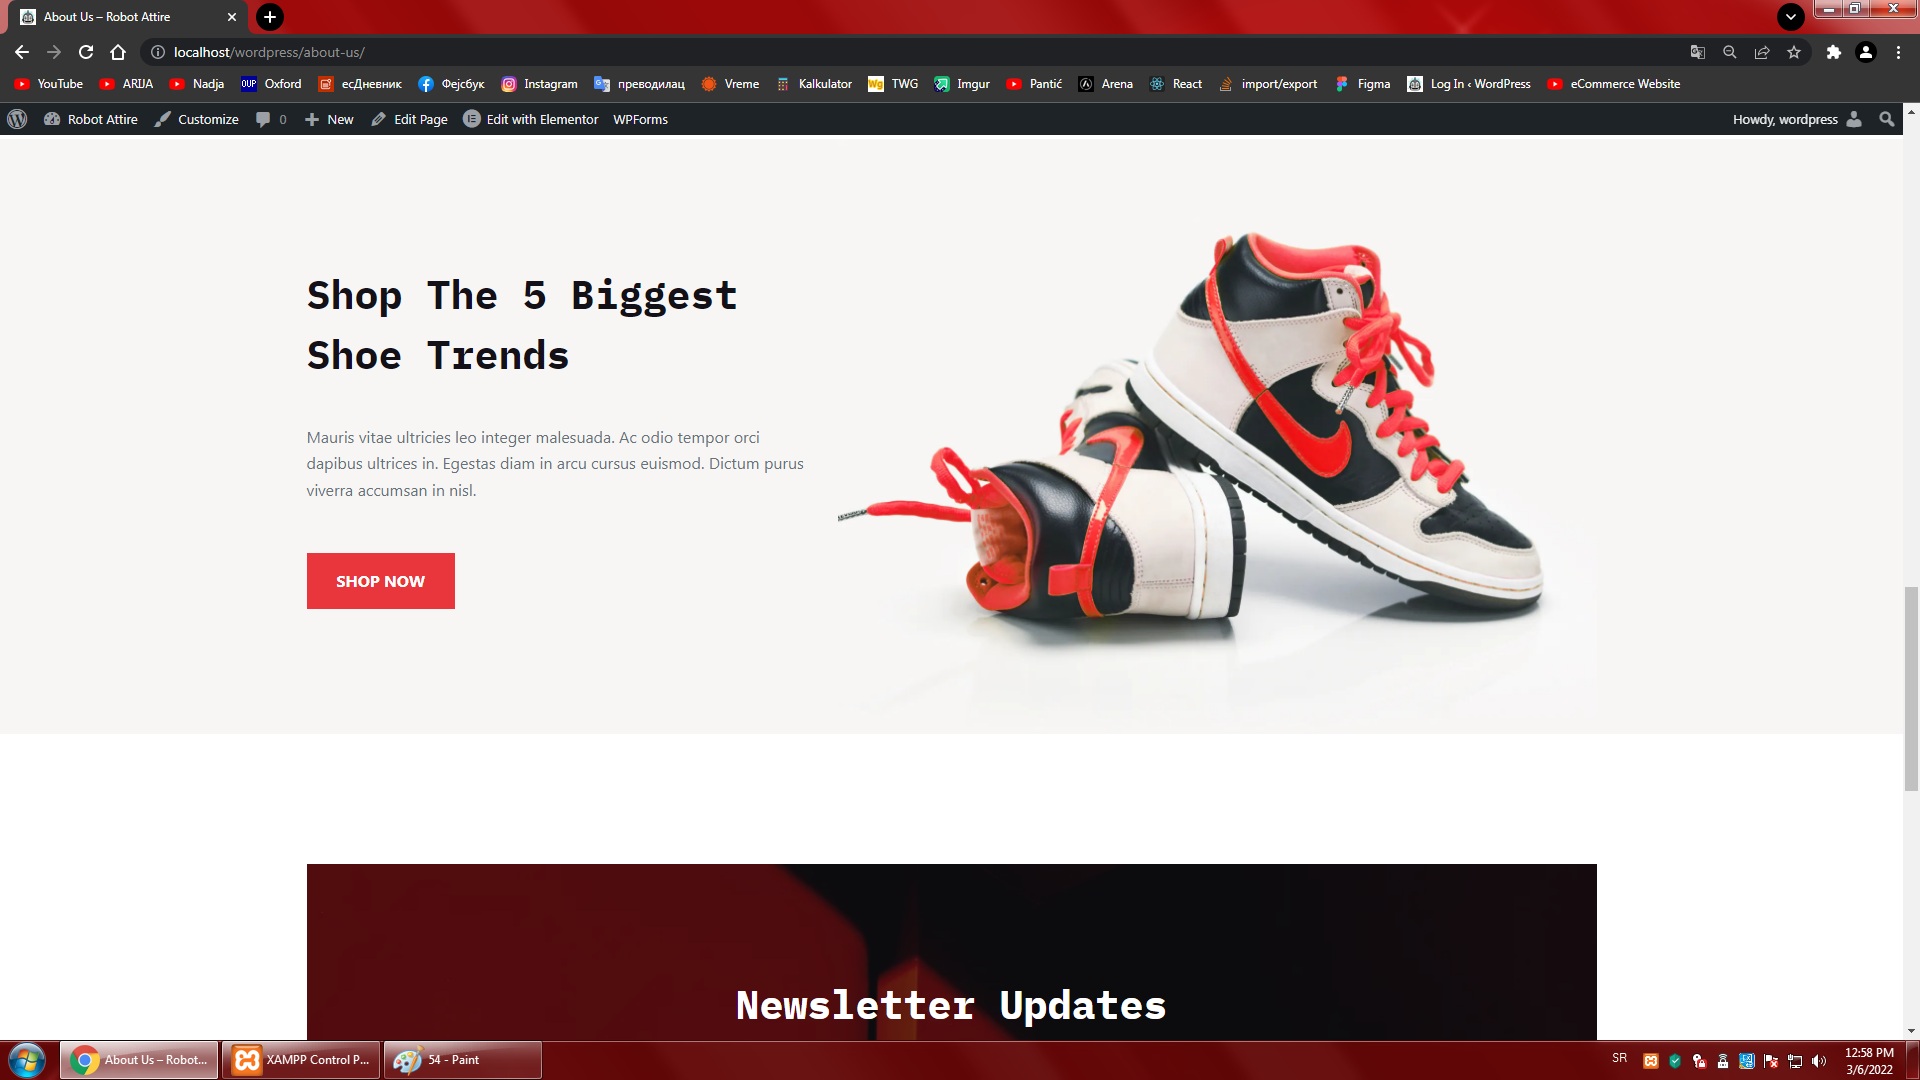 About Us – Robot Attire
localhost/wordpress/about-us/
YouTube ARIJA Nadja OUP Oxford есДневник Фејсбук Instagram преводилац Vreme Kalkulator Wg TWG Imgur Pantić Arena React import/export Figma Log In ‹ WordPress eCommerce Website
Robot Attire Customize 0 New Edit Page Edit with Elementor WPForms Howdy, wordpress
Shop The 5 Biggest
Shoe Trends
Mauris vitae ultricies leo integer malesuada. Ac odio tempor orci
dapibus ultrices in. Egestas diam in arcu cursus euismod. Dictum purus
viverra accumsan in nisl.
SHOP NOW
Newsletter Updates
About Us – Robot... XAMPP Control P... 54 - Paint SR 12:58 PM
3/6/2022